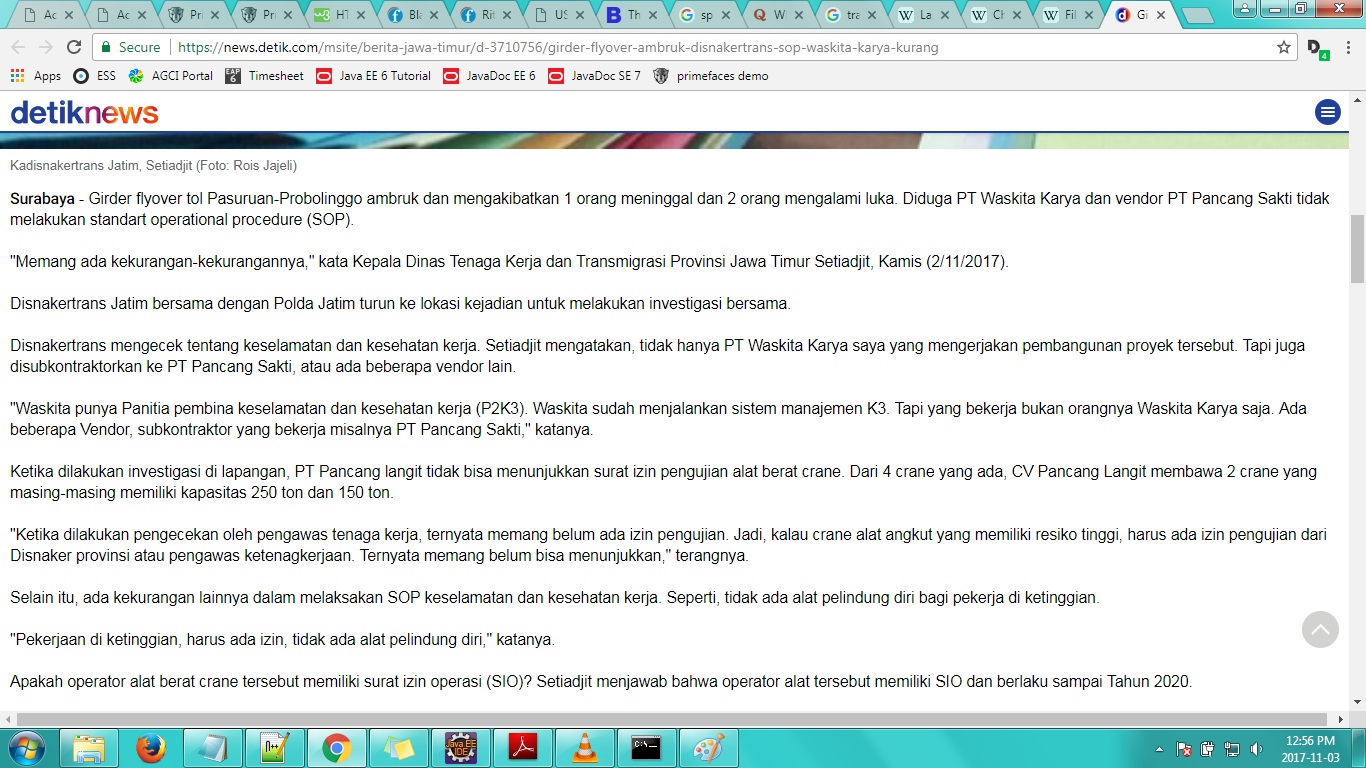 Ac
Ac
Pri
Pri
HT
Bla
Rit
US
Th
sp
W
tra
La
Ch
Fil
Gi
Secure https://news.detik.com/msite/berita-jawa-timur/d-3710756/girder-flyover-ambruk-disnakertrans-sop-waskita-karya-kurang
4
Apps ESS AGCI Portal Timesheet Java EE 6 Tutorial JavaDoc EE 6 JavaDoc SE 7 primefaces demo
detiknews
Kadisnakertrans Jatim, Setiadjit (Foto: Rois Jajeli)
Surabaya - Girder flyover tol Pasuruan-Probolinggo ambruk dan mengakibatkan 1 orang meninggal dan 2 orang mengalami luka. Diduga PT Waskita Karya dan vendor PT Pancang Sakti tidak
melakukan standart operational procedure (SOP).
"Memang ada kekurangan-kekurangannya," kata Kepala Dinas Tenaga Kerja dan Transmigrasi Provinsi Jawa Timur Setiadjit, Kamis (2/11/2017).
Disnakertrans Jatim bersama dengan Polda Jatim turun ke lokasi kejadian untuk melakukan investigasi bersama.
Disnakertrans mengecek tentang keselamatan dan kesehatan kerja. Setiadjit mengatakan, tidak hanya PT Waskita Karya saya yang mengerjakan pembangunan proyek tersebut. Tapi juga
disubkontraktorkan ke PT Pancang Sakti, atau ada beberapa vendor lain.
"Waskita punya Panitia pembina keselamatan dan kesehatan kerja (P2K3). Waskita sudah menjalankan sistem manajemen K3. Tapi yang bekerja bukan orangnya Waskita Karya saja. Ada
beberapa Vendor, subkontraktor yang bekerja misalnya PT Pancang Sakti," katanya.
Ketika dilakukan investigasi di lapangan, PT Pancang langit tidak bisa menunjukkan surat izin pengujian alat berat crane. Dari 4 crane yang ada, CV Pancang Langit membawa 2 crane yang
masing-masing memiliki kapasitas 250 ton dan 150 ton.
"Ketika dilakukan pengecekan oleh pengawas tenaga kerja, ternyata memang belum ada izin pengujian. Jadi, kalau crane alat angkut yang memiliki resiko tinggi, harus ada izin pengujian dari
Disnaker provinsi atau pengawas ketenagkerjaan. Ternyata memang belum bisa menunjukkan," terangnya.
Selain itu, ada kekurangan lainnya dalam melaksakan SOP keselamatan dan kesehatan kerja. Seperti, tidak ada alat pelindung diri bagi pekerja di ketinggian.
"Pekerjaan di ketinggian, harus ada izin, tidak ada alat pelindung diri," katanya.
Apakah operator alat berat crane tersebut memiliki surat izin operasi (SIO)? Setiadjit menjawab bahwa operator alat tersebut memiliki SIO dan berlaku sampai Tahun 2020.
Java EE
IDE
12:56 PM
2017-11-03